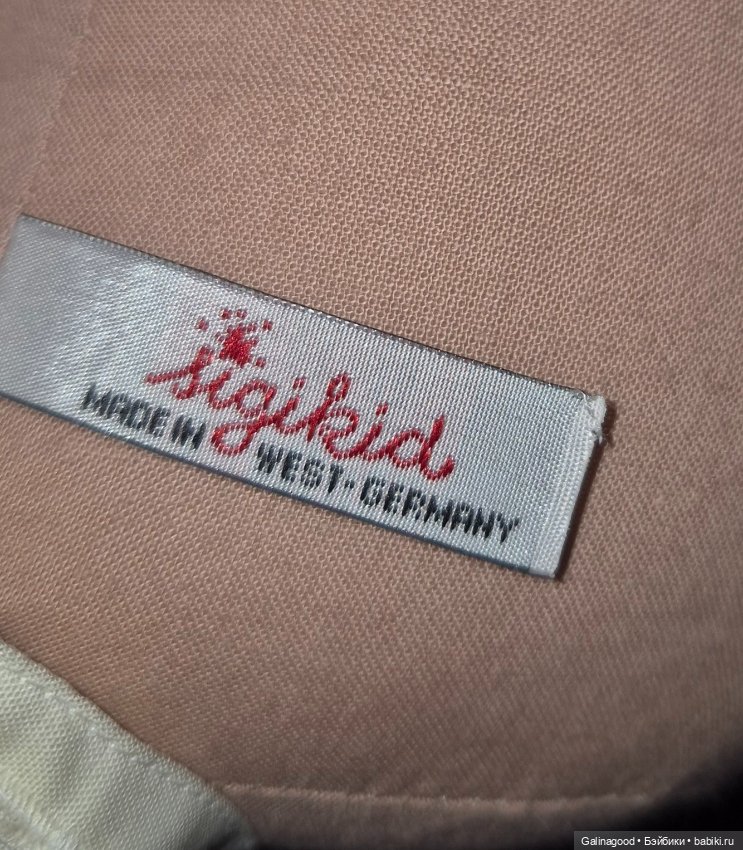 sigikid
MADE IN WEST-GERMANY
Galinagood • Бэйбики • babiki.ru